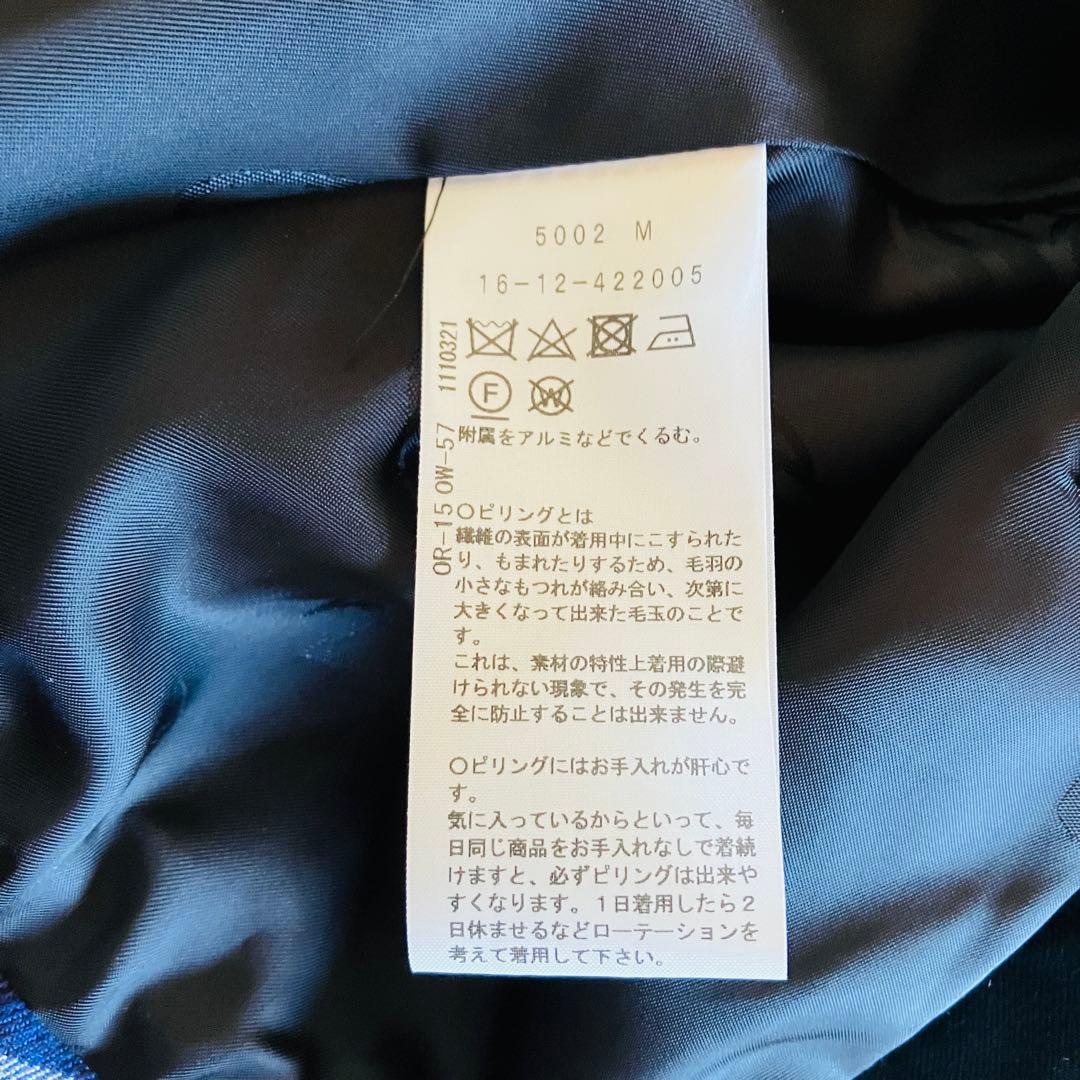 5002 M
16-12-422005
1110321
OR-15 OW-57
F
W
附属をアルミなどでくるむ。
〇ピリングとは
繊維の表面が着用中にこすられた
り、もまれたりするため、毛羽の
小さなもつれが絡み合い、次第に
大きくなって出来た毛玉のことで
す。
これは、素材の特性上着用の際避
けられない現象で、その発生を完
全に防止することは出来ません。
〇ピリングにはお手入れが肝心で
す。
気に入っているからといって、毎
日同じ商品をお手入れなしで着続
けますと、必ずピリングは出来や
すくなります。1日着用したら2
日休ませるなどローテーションを
考えて着用して下さい。